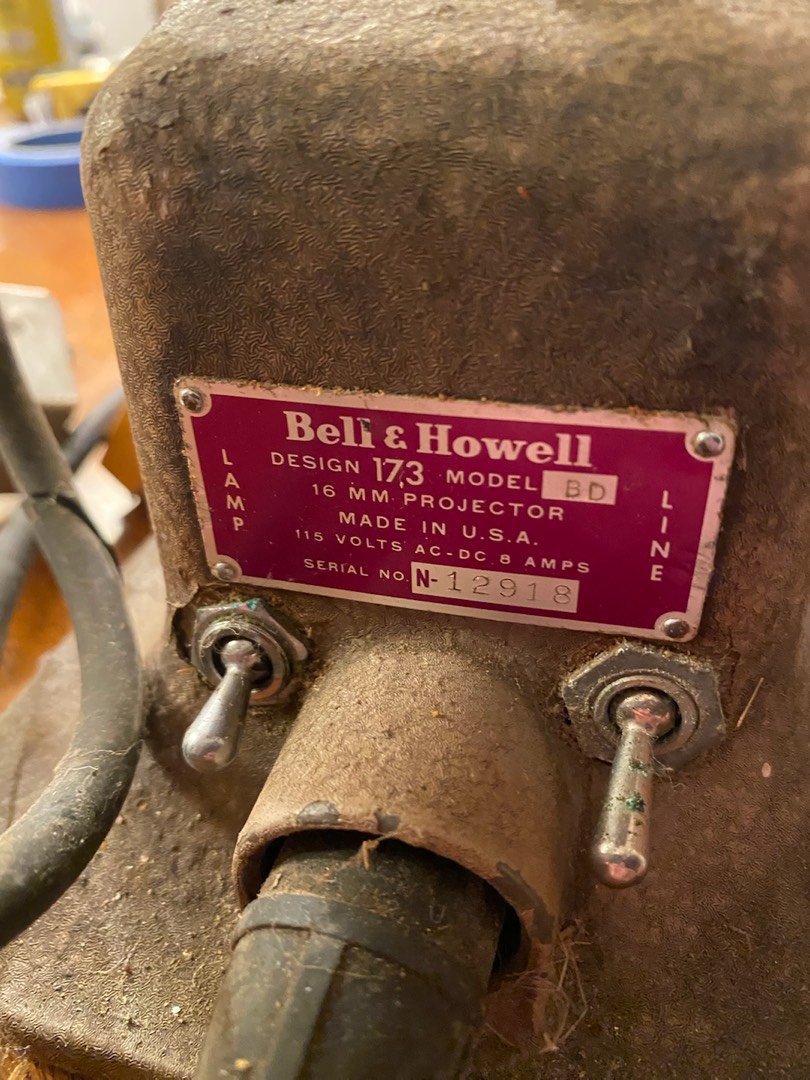 Bell & Howell
DESIGN 173 MODEL BD
16 MM PROJECTOR
MADE IN U.S.A.
115 VOLTS AC-DC 8 AMPS
SERIAL NO. N-12918
LAMP
LINE